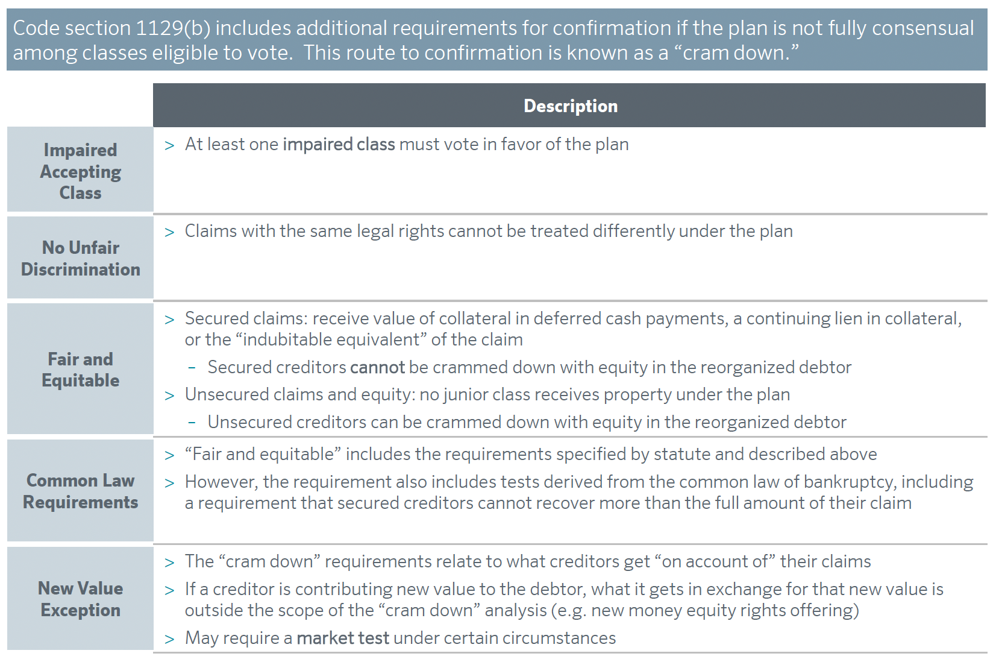 Code section 1129(b) includes additional requirements for confirmation if the plan is not fully consensual
among classes eligible to vote.  This route to confirmation is known as a “cram down.”
Description
Impaired
Accepting
Class
> At least one impaired class must vote in favor of the plan
No Unfair
Discrimination
> Claims with the same legal rights cannot be treated differently under the plan
Fair and
Equitable
> Secured claims: receive value of collateral in deferred cash payments, a continuing lien in collateral,
or the “indubitable equivalent” of the claim
– Secured creditors cannot be crammed down with equity in the reorganized debtor
> Unsecured claims and equity: no junior class receives property under the plan
– Unsecured creditors can be crammed down with equity in the reorganized debtor
Common Law
Requirements
> “Fair and equitable” includes the requirements specified by statute and described above
> However, the requirement also includes tests derived from the common law of bankruptcy, including
a requirement that secured creditors cannot recover more than the full amount of their claim
New Value
Exception
> The “cram down” requirements relate to what creditors get “on account of” their claims
> If a creditor is contributing new value to the debtor, what it gets in exchange for that new value is
outside the scope of the “cram down” analysis (e.g. new money equity rights offering)
> May require a market test under certain circumstances